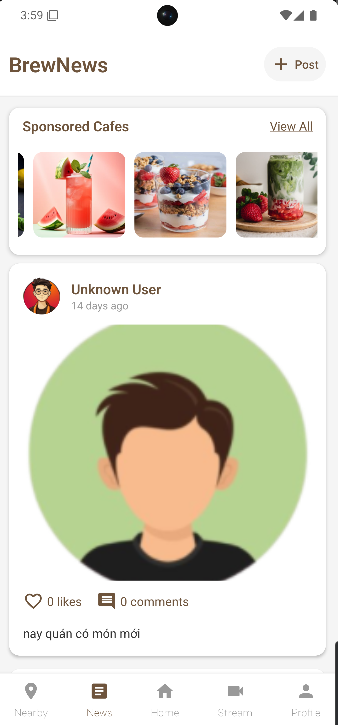 3:59
BrewNews
+ Post
Sponsored Cafes
View All
Unknown User
14 days ago
0 likes
0 comments
nay quán có món mới
Nearby
News
Home
Stream
Profile